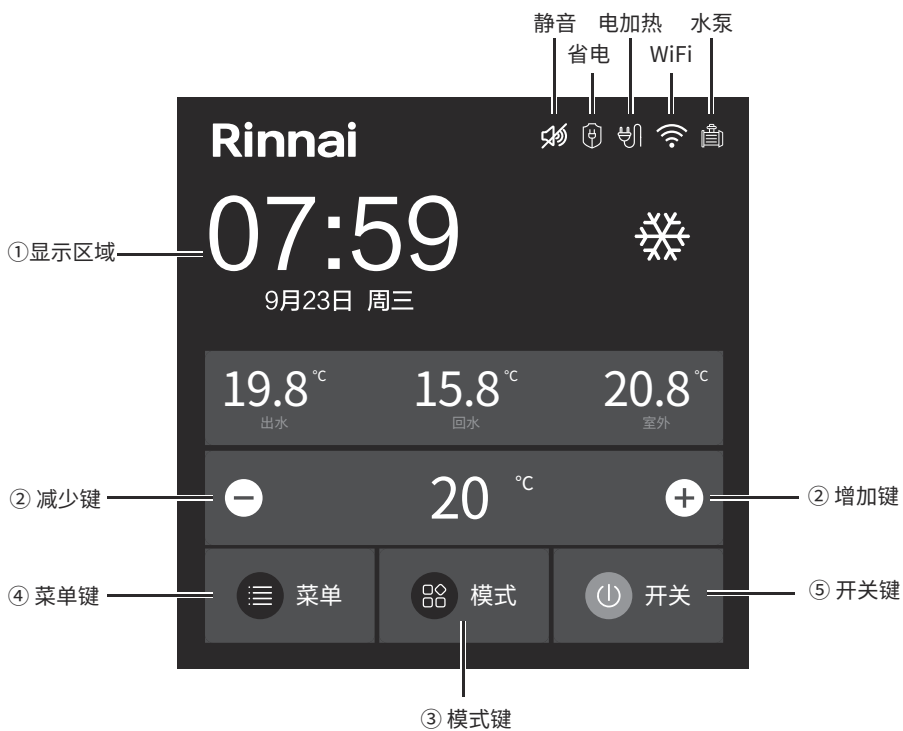 静音 电加热 水泵
省电 WiFi
Rinnai
07:59
①显示区域
9月23日 周三
19.8℃ 15.8℃ 20.8℃
出水 回水 室外
②减少键
20 ℃
②增加键
④菜单键
菜单 模式 开关
⑤开关键
③模式键